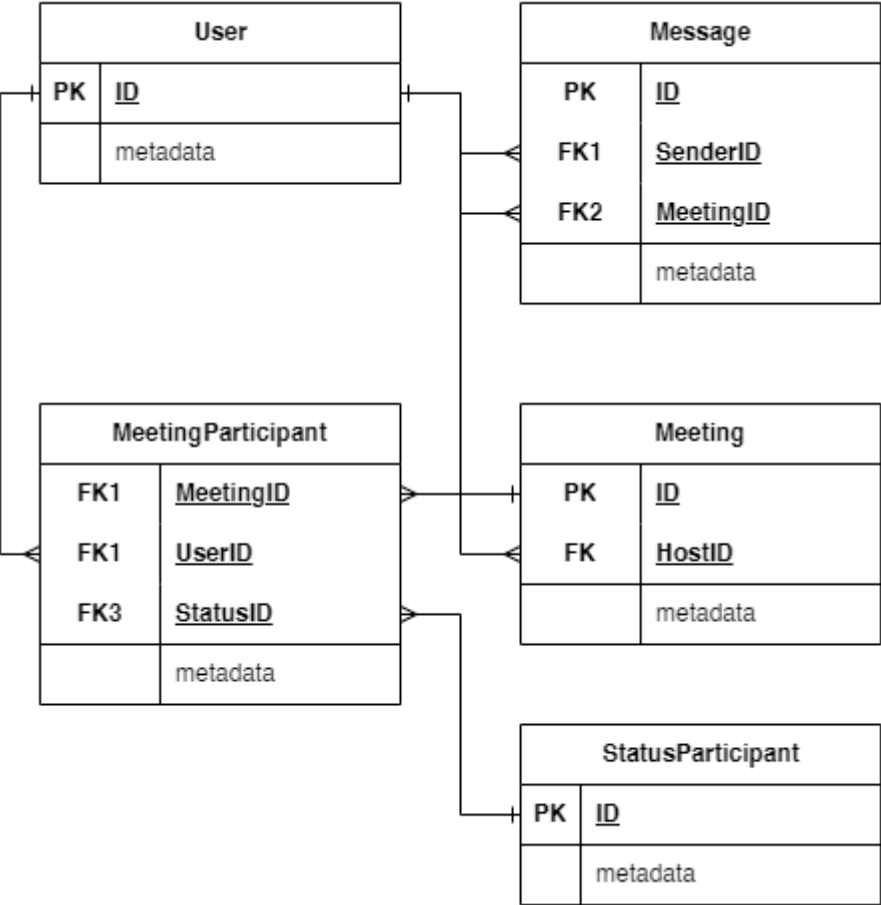 User
PK ID
metadata
Message
PK ID
FK1 SenderID
FK2 MeetingID
metadata
MeetingParticipant
FK1 MeetingID
FK1 UserID
FK3 StatusID
metadata
Meeting
PK ID
FK HostID
metadata
StatusParticipant
PK ID
metadata